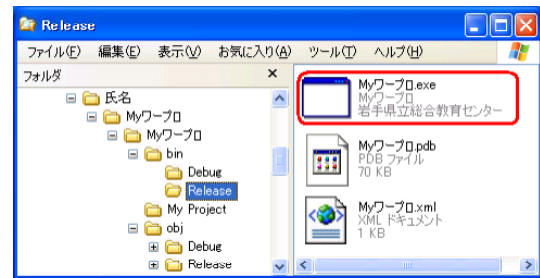 Release
ファイル(F) 編集(E) 表示(V) お気に入り(A) ツール(T) ヘルプ(H)
フォルダ
氏名
Myワープロ
Myワープロ
bin
Debug
Release
My Project
obj
Debug
Release
Myワープロ.exe
Myワープロ
岩手県立総合教育センター
Myワープロ.pdb
PDB ファイル
70 KB
Myワープロ.xml
XML ドキュメント
1 KB